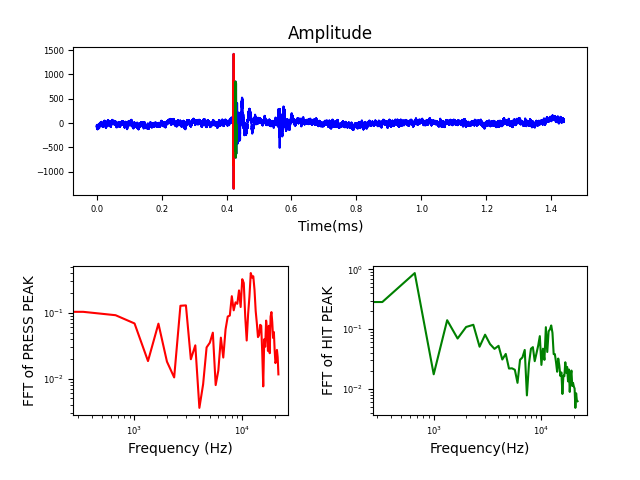 Amplitude
1500
1000
500
0
−500
−1000
0.0 0.2 0.4 0.6 0.8 1.0 1.2 1.4
Time(ms)
FFT of PRESS PEAK
10⁻¹
10⁻²
10³ 10⁴
Frequency (Hz)
FFT of HIT PEAK
10⁰
10⁻¹
10⁻²
10³ 10⁴
Frequency(Hz)